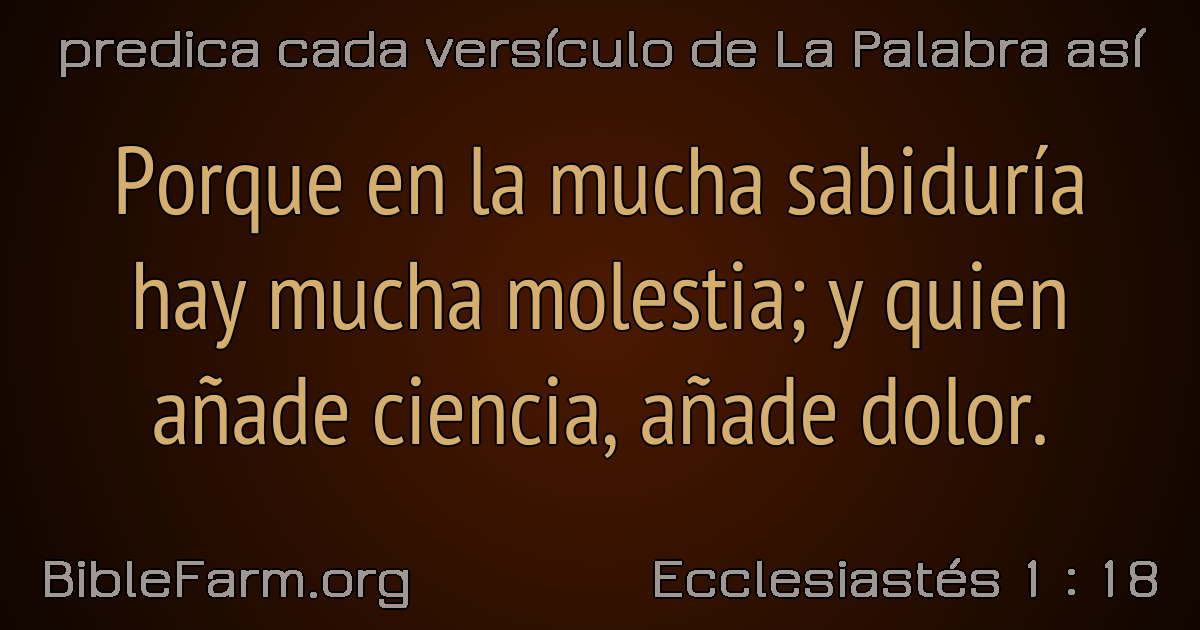 predica cada versículo de La Palabra así
Porque en la mucha sabiduría
hay mucha molestia; y quien
añade ciencia, añade dolor.
BibleFarm.org
Ecclesiastés 1 : 18